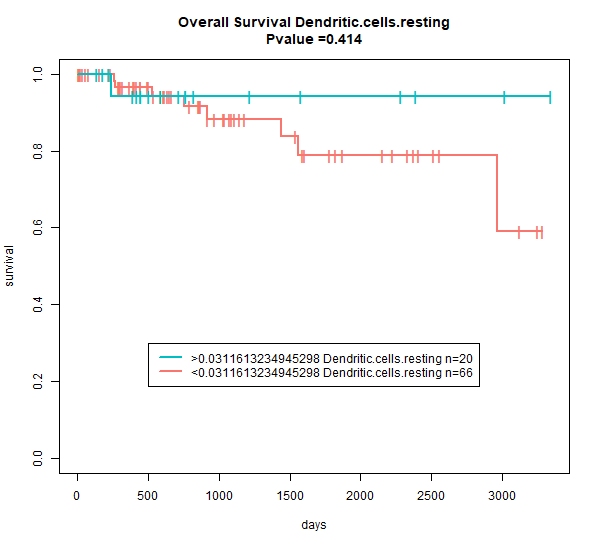 Overall Survival Dendritic.cells.resting
Pvalue =0.414
1.0
0.8
0.6
0.4
0.2
0.0
survival
>0.0311613234945298 Dendritic.cells.resting n=20
<0.0311613234945298 Dendritic.cells.resting n=66
0 500 1000 1500 2000 2500 3000
days